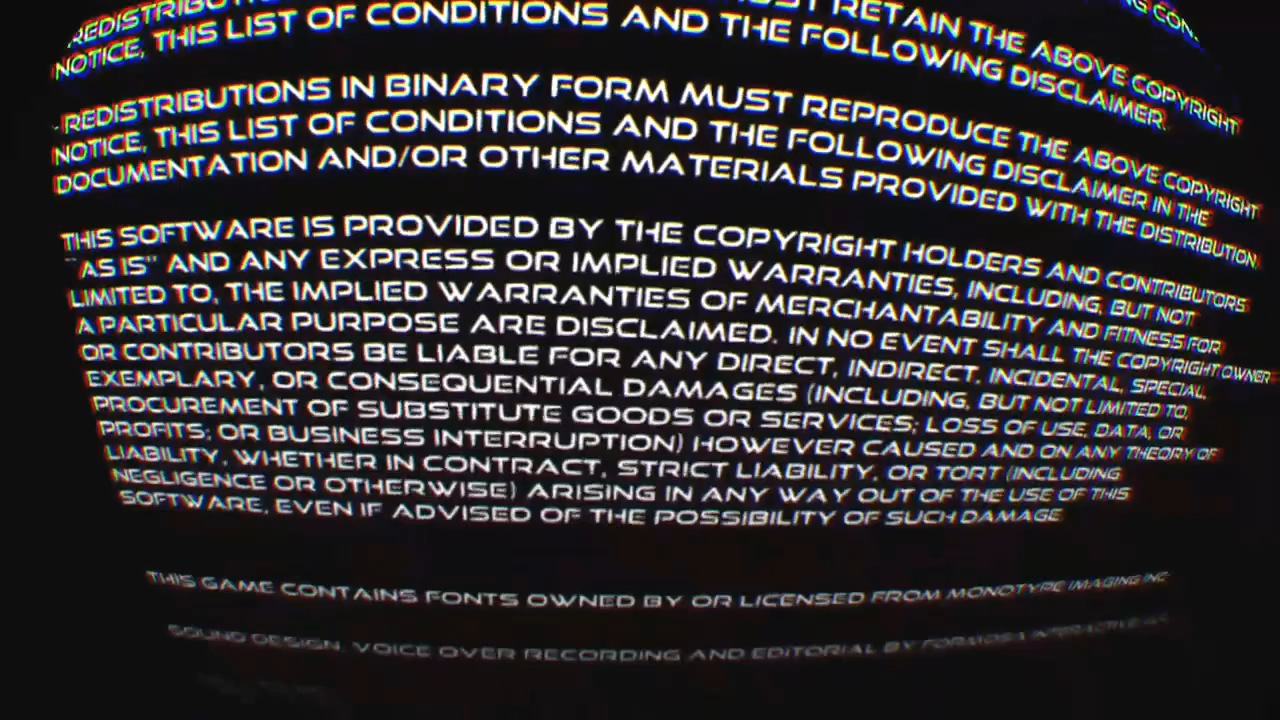 NG CON
REDISTRIBUTIO MUST RETAIN THE ABOVE COPYRIGHT
NOTICE, THIS LIST OF CONDITIONS AND THE FOLLOWING DISCLAIMER.
-REDISTRIBUTIONS IN BINARY FORM MUST REPRODUCE THE ABOVE COPYRIGHT
NOTICE, THIS LIST OF CONDITIONS AND THE FOLLOWING DISCLAIMER IN THE
DOCUMENTATION AND/OR OTHER MATERIALS PROVIDED WITH THE DISTRIBUTION.
THIS SOFTWARE IS PROVIDED BY THE COPYRIGHT HOLDERS AND CONTRIBUTORS
``AS IS'' AND ANY EXPRESS OR IMPLIED WARRANTIES, INCLUDING, BUT NOT
LIMITED TO, THE IMPLIED WARRANTIES OF MERCHANTABILITY AND FITNESS FOR
A PARTICULAR PURPOSE ARE DISCLAIMED. IN NO EVENT SHALL THE COPYRIGHT OWNER
OR CONTRIBUTORS BE LIABLE FOR ANY DIRECT, INDIRECT, INCIDENTAL, SPECIAL,
EXEMPLARY, OR CONSEQUENTIAL DAMAGES (INCLUDING, BUT NOT LIMITED TO,
PROCUREMENT OF SUBSTITUTE GOODS OR SERVICES; LOSS OF USE, DATA, OR
PROFITS; OR BUSINESS INTERRUPTION) HOWEVER CAUSED AND ON ANY THEORY OF
LIABILITY, WHETHER IN CONTRACT, STRICT LIABILITY, OR TORT (INCLUDING
NEGLIGENCE OR OTHERWISE) ARISING IN ANY WAY OUT OF THE USE OF THIS
SOFTWARE, EVEN IF ADVISED OF THE POSSIBILITY OF SUCH DAMAGE.
THIS GAME CONTAINS FONTS OWNED BY OR LICENSED FROM MONOTYPE IMAGING INC.
SOUND DESIGN, VOICE OVER RECORDING AND EDITORIAL BY FORMOSA